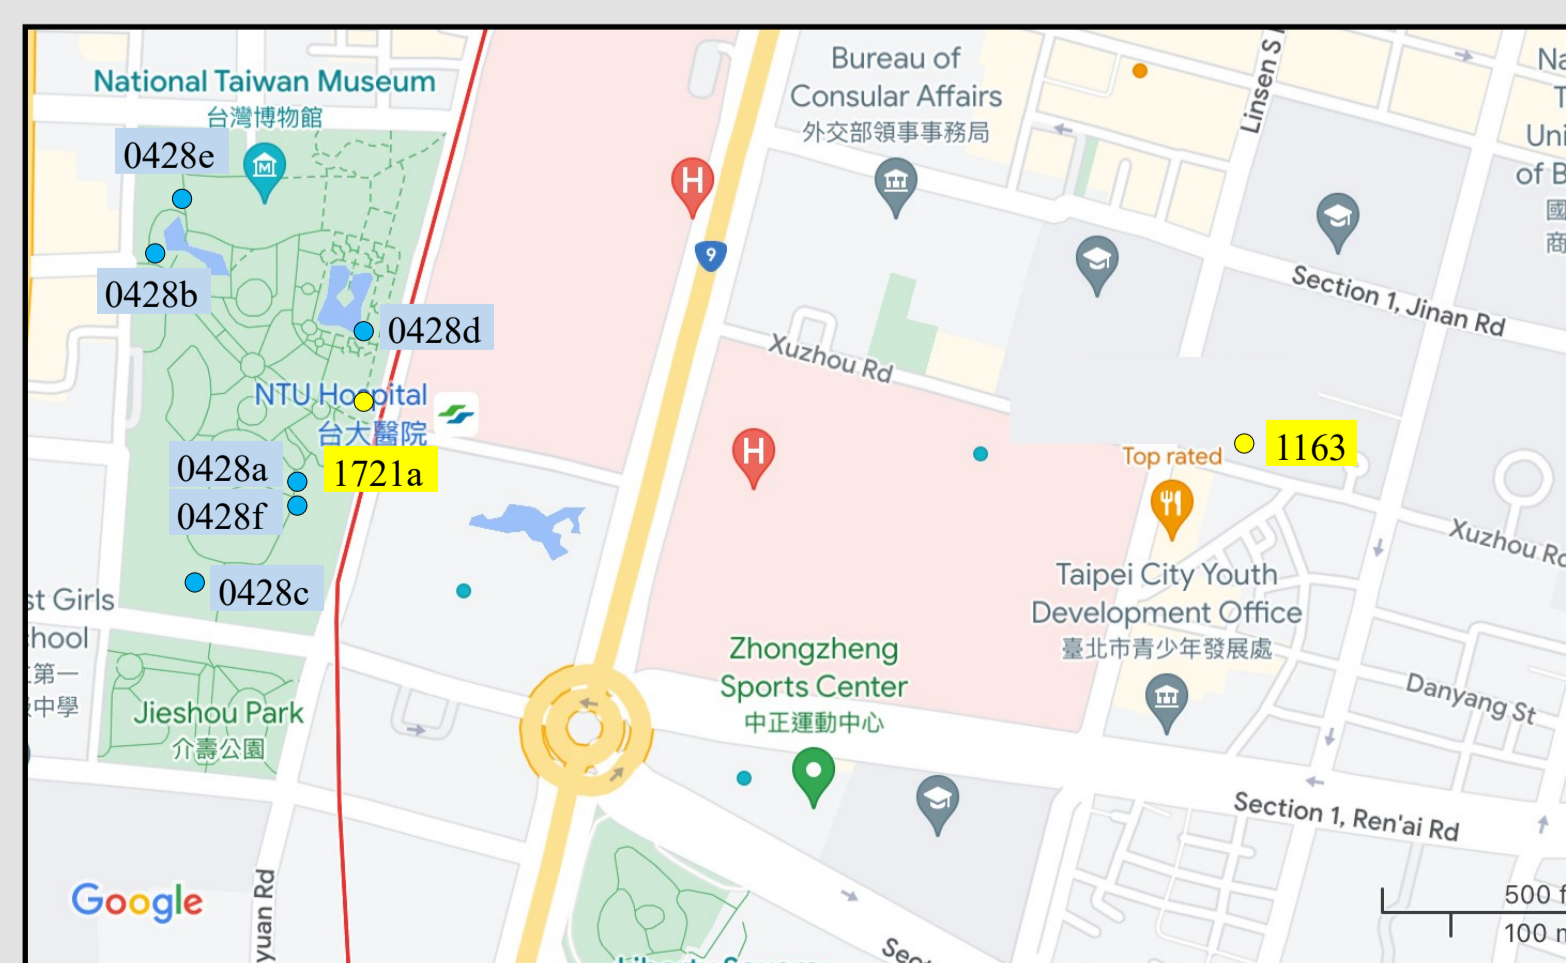 National Taiwan Museum
台灣博物館
0428e
0428b
0428d
NTU Hospital
台大醫院
0428a
1721a
0428f
0428c
st Girls
第一
中學
Jieshou Park
介壽公園
Google
yuan Rd
Bureau of
Consular Affairs
外交部領事事務局
H
9
Xuzhou Rd
H
Linsen S
Section 1, Jinan Rd
Na
T
Uni
of B
國
商
Top rated
1163
Xuzhou Rd
Taipei City Youth
Development Office
臺北市青少年發展處
Zhongzheng
Sports Center
中正運動中心
Danyang St
Section 1, Ren'ai Rd
Sec
500 f
100 m